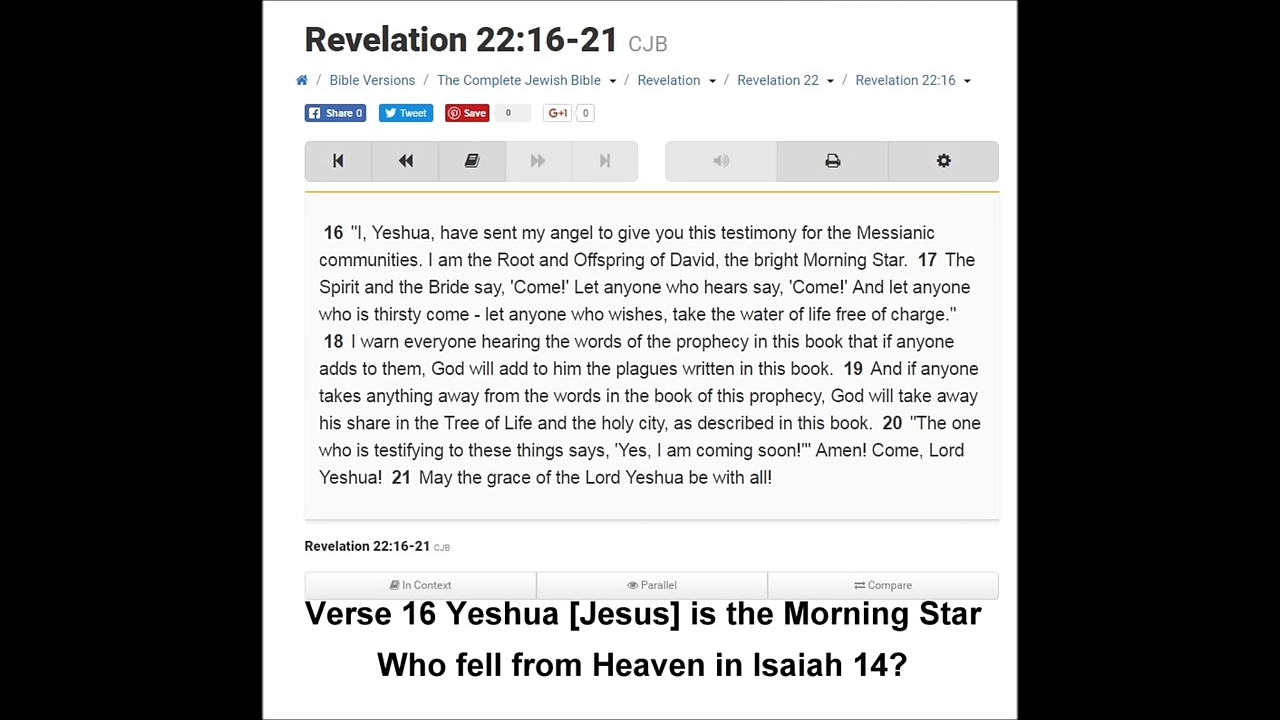 Revelation 22:16-21 CJB
/ Bible Versions / The Complete Jewish Bible / Revelation / Revelation 22 / Revelation 22:16
Share 0 Tweet Save 0 G+1 0
16 "I, Yeshua, have sent my angel to give you this testimony for the Messianic
communities. I am the Root and Offspring of David, the bright Morning Star. 17 The
Spirit and the Bride say, 'Come!' Let anyone who hears say, 'Come!' And let anyone
who is thirsty come - let anyone who wishes, take the water of life free of charge."
18 I warn everyone hearing the words of the prophecy in this book that if anyone
adds to them, God will add to him the plagues written in this book. 19 And if anyone
takes anything away from the words in the book of this prophecy, God will take away
his share in the Tree of Life and the holy city, as described in this book. 20 "The one
who is testifying to these things says, 'Yes, I am coming soon!'" Amen! Come, Lord
Yeshua! 21 May the grace of the Lord Yeshua be with all!
Revelation 22:16-21 CJB
In Context Parallel Compare
Verse 16 Yeshua [Jesus] is the Morning Star
Who fell from Heaven in Isaiah 14?